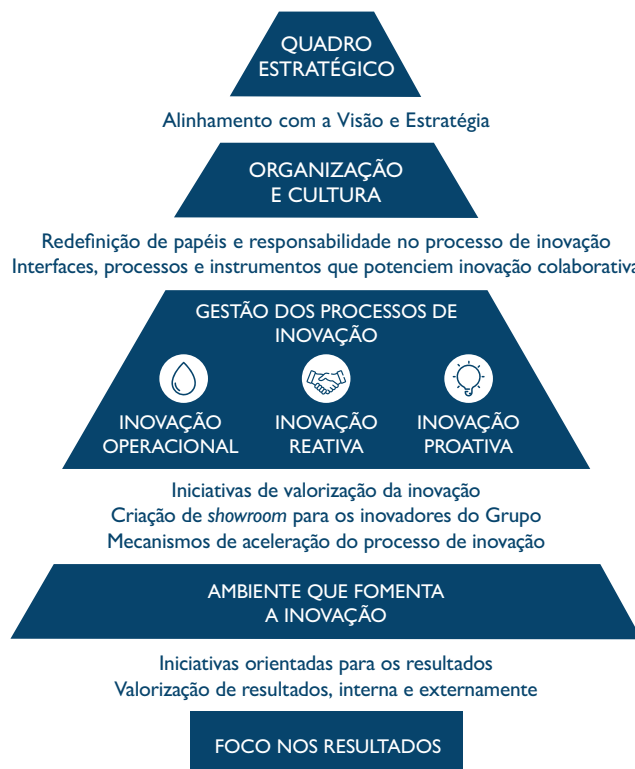 QUADRO
ESTRATÉGICO
Alinhamento com a Visão e Estratégia
ORGANIZAÇÃO
E CULTURA
Redefinição de papéis e responsabilidade no processo de inovação
Interfaces, processos e instrumentos que potenciem inovação colaborativa
GESTÃO DOS PROCESSOS DE
INOVAÇÃO
INOVAÇÃO
OPERACIONAL
INOVAÇÃO
REATIVA
INOVAÇÃO
PROATIVA
Iniciativas de valorização da inovação
Criação de showroom para os inovadores do Grupo
Mecanismos de aceleração do processo de inovação
AMBIENTE QUE FOMENTA
A INOVAÇÃO
Iniciativas orientadas para os resultados
Valorização de resultados, interna e externamente
FOCO NOS RESULTADOS